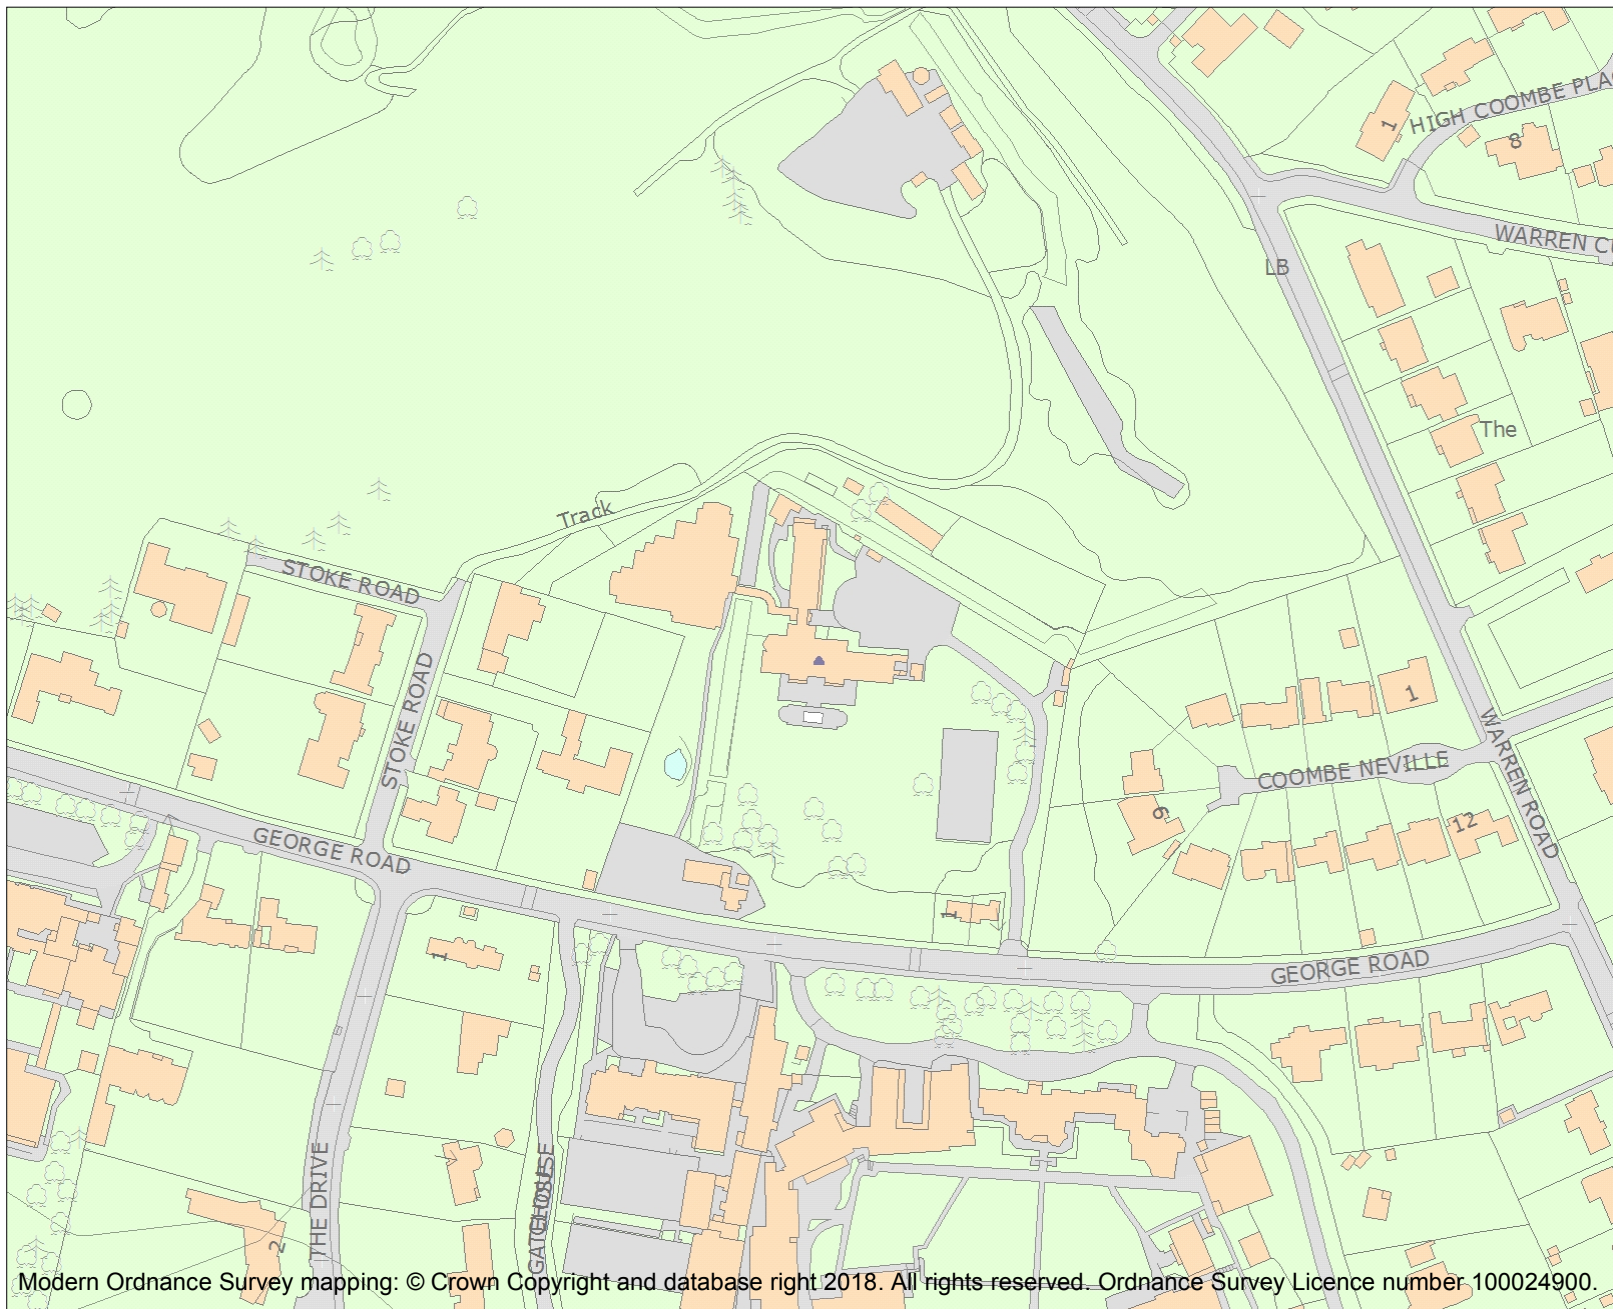 HIGH COOMBE PLA
1
8
WARREN C
LB
The
Track
STOKE ROAD
STOKE ROAD
1
WARREN ROAD
COOMBE NEVILLE
6
12
GEORGE ROAD
1
1
GEORGE ROAD
THE DRIVE
2
Modern Ordnance Survey mapping: © Crown Copyright and database right 2018. All rights reserved. Ordnance Survey Licence number 100024900.